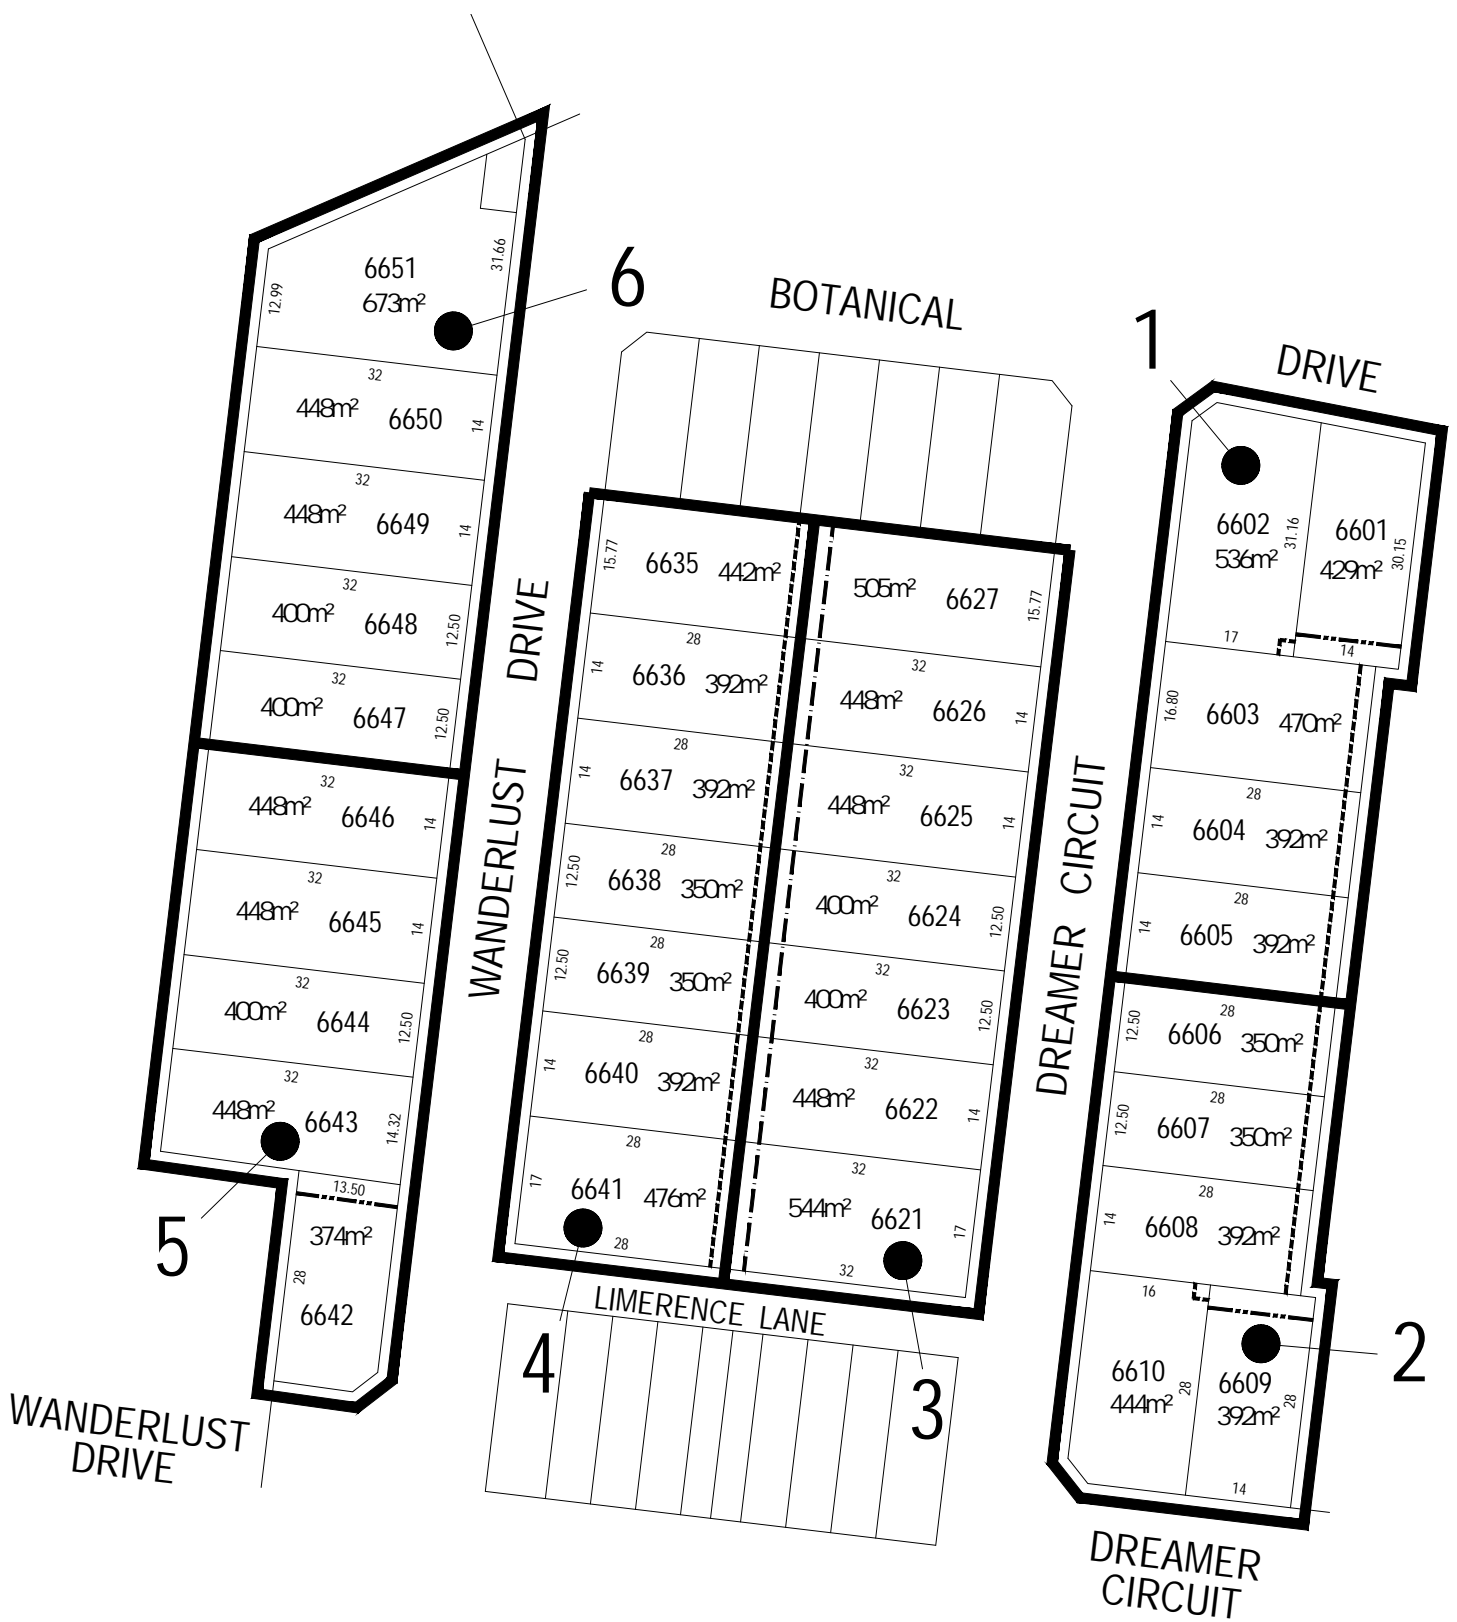 6651
673m²
12.99
31.66
6
32
448m² 6650
14
32
448m² 6649
14
32
400m² 6648
12.50
32
400m² 6647
12.50
32
448m² 6646
14
32
448m² 6645
14
32
400m² 6644
12.50
32
448m² 6643
14.32
5
13.50
374m²
28
6642
WANDERLUST
DRIVE
WANDERLUST DRIVE
BOTANICAL
DRIVE
15.77
6635 442m²
28
14
6636 392m²
28
14
6637 392m²
28
12.50
6638 350m²
28
12.50
6639 350m²
28
14
6640 392m²
28
17
6641 476m²
28
4
505m² 6627
15.77
32
448m² 6626
14
32
448m² 6625
14
32
400m² 6624
12.50
32
400m² 6623
12.50
32
448m² 6622
14
32
544m² 6621
17
32
3
LIMERENCE LANE
DREAMER CIRCUIT
1
6602
536m²
31.16
6601
429m²
30.15
17
14
16.80
6603 470m²
28
14
6604 392m²
28
14
6605 392m²
28
12.50
6606 350m²
28
12.50
6607 350m²
28
14
6608 392m²
16
6610
444m²
28
6609
392m²
28
14
2
DREAMER
CIRCUIT